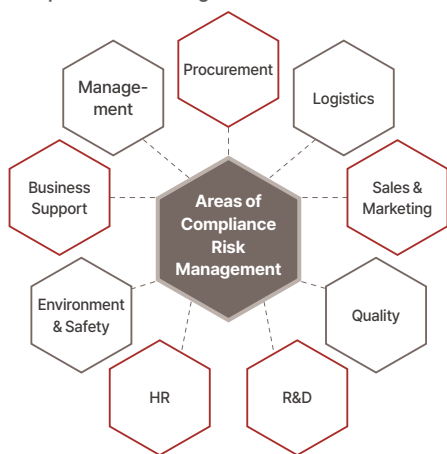 Procurement
Manage-
ment
Logistics
Business
Support
Areas of
Compliance
Risk
Management
Sales &
Marketing
Environment
& Safety
Quality
HR
R&D